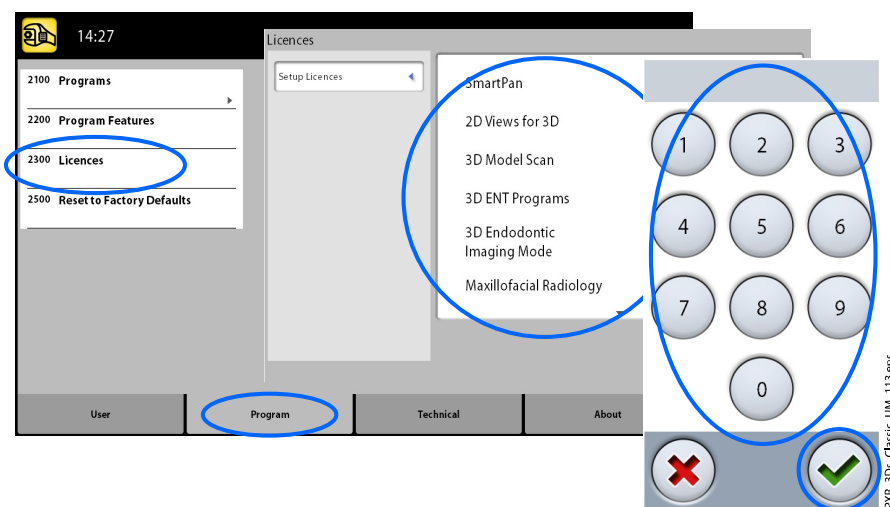 14:27
2100 Programs
2200 Program Features
2300 Licences
2500 Reset to Factory Defaults
Licences
Setup Licences
SmartPan
2D Views for 3D
3D Model Scan
3D ENT Programs
3D Endodontic
Imaging Mode
Maxillofacial Radiology
1 2 3
4 5 6
7 8 9
0
User Program Technical About
PXR_3Ds_Classic_UM_113.eps